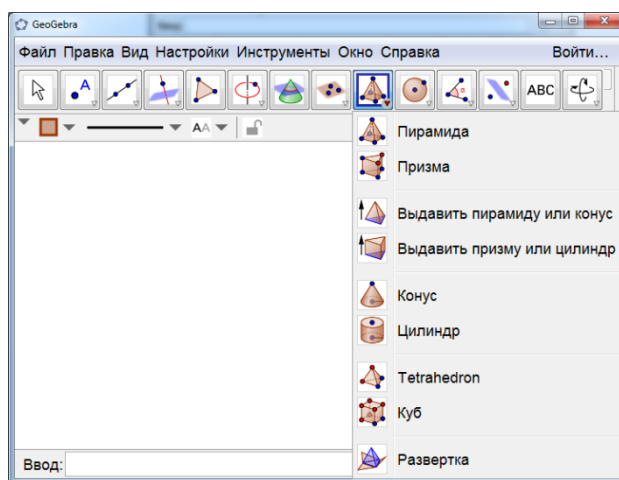 GeoGebra
Файл Правка Вид Настройки Инструменты Окно Справка Войти...
A ABC
AA
Пирамида
Призма
Выдавить пирамиду или конус
Выдавить призму или цилиндр
Конус
Цилиндр
Tetrahedron
Куб
Развертка
Ввод: